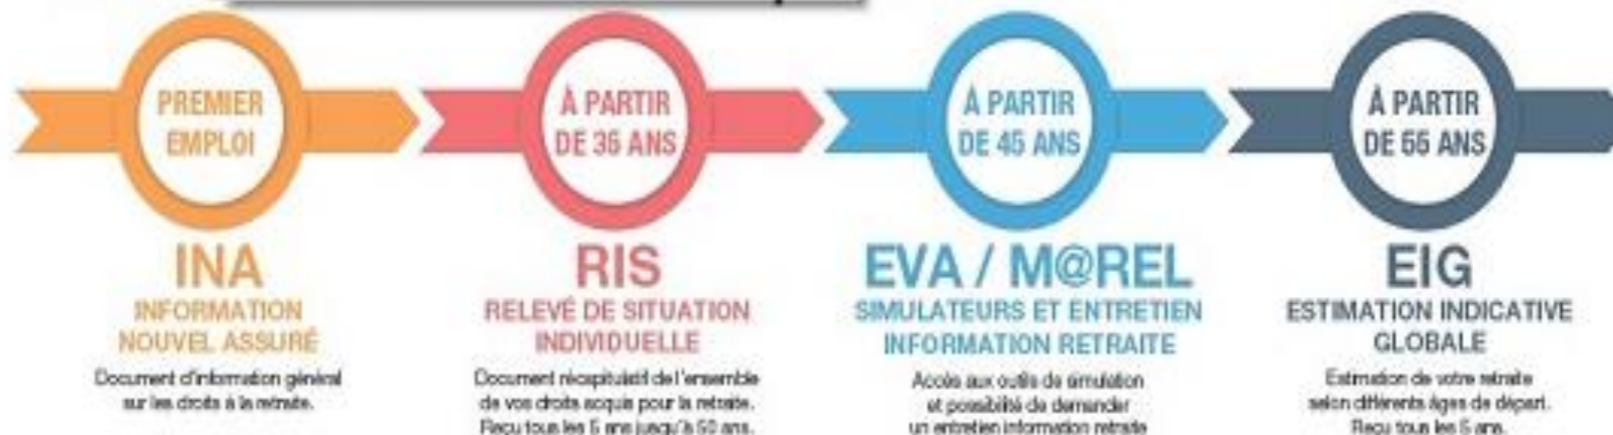 PREMIER
EMPLOI
INA
INFORMATION
NOUVEL ASSURÉ
Document d'information général
sur les droits à la retraite.
À PARTIR
DE 35 ANS
RIS
RELEVÉ DE SITUATION
INDIVIDUELLE
Document récapitulatif de l'ensemble
de vos droits acquis pour la retraite.
Reçu tous les 5 ans jusqu'à 50 ans.
À PARTIR
DE 45 ANS
EVA / M@REL
SIMULATEURS ET ENTRETIEN
INFORMATION RETRAITE
Accès aux outils de simulation
et possibilité de demander
un entretien information retraite
À PARTIR
DE 55 ANS
EIG
ESTIMATION INDICATIVE
GLOBALE
Estimation de votre retraite
selon différents âges de départ.
Reçu tous les 5 ans.